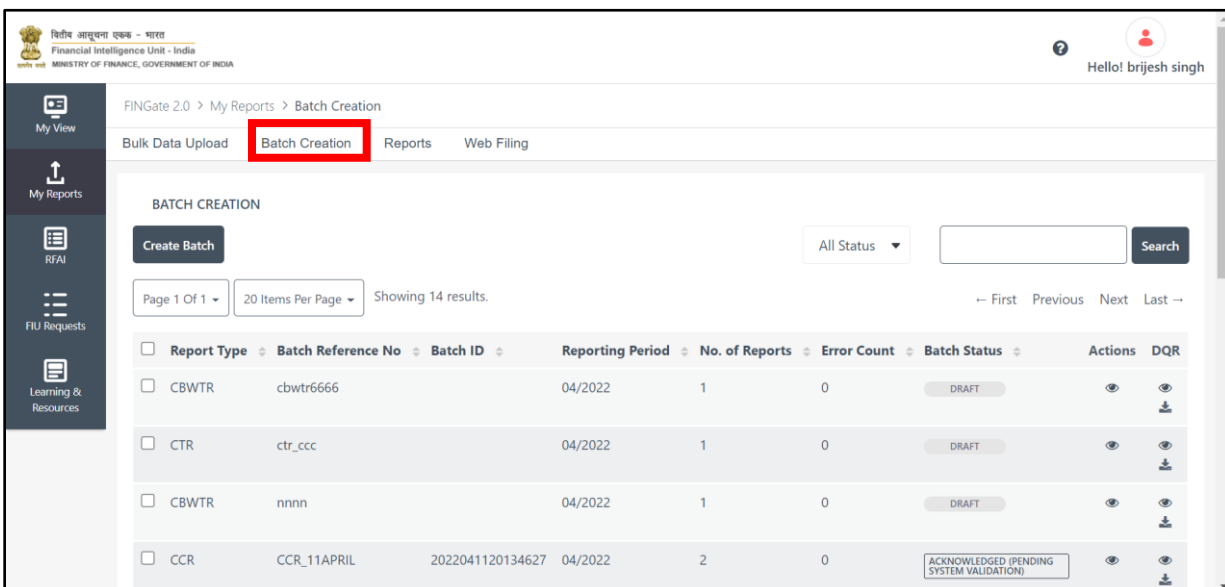 वित्तीय आसूचना एकक - भारत
Financial Intelligence Unit - India
MINISTRY OF FINANCE, GOVERNMENT OF INDIA
Hello! brijesh singh
My View
My Reports
RFAI
FIU Requests
Learning &
Resources
FINGate 2.0 > My Reports > Batch Creation
Bulk Data Upload Batch Creation Reports Web Filing
BATCH CREATION
Create Batch All Status Search
Page 1 Of 1 20 Items Per Page Showing 14 results. ← First Previous Next Last →
Report Type Batch Reference No Batch ID Reporting Period No. of Reports Error Count Batch Status Actions DQR
CBWTR cbwtr6666 04/2022 1 0 DRAFT
CTR ctr_ccc 04/2022 1 0 DRAFT
CBWTR nnnn 04/2022 1 0 DRAFT
CCR CCR_11APRIL 2022041120134627 04/2022 2 0 ACKNOWLEDGED (PENDING
SYSTEM VALIDATION)